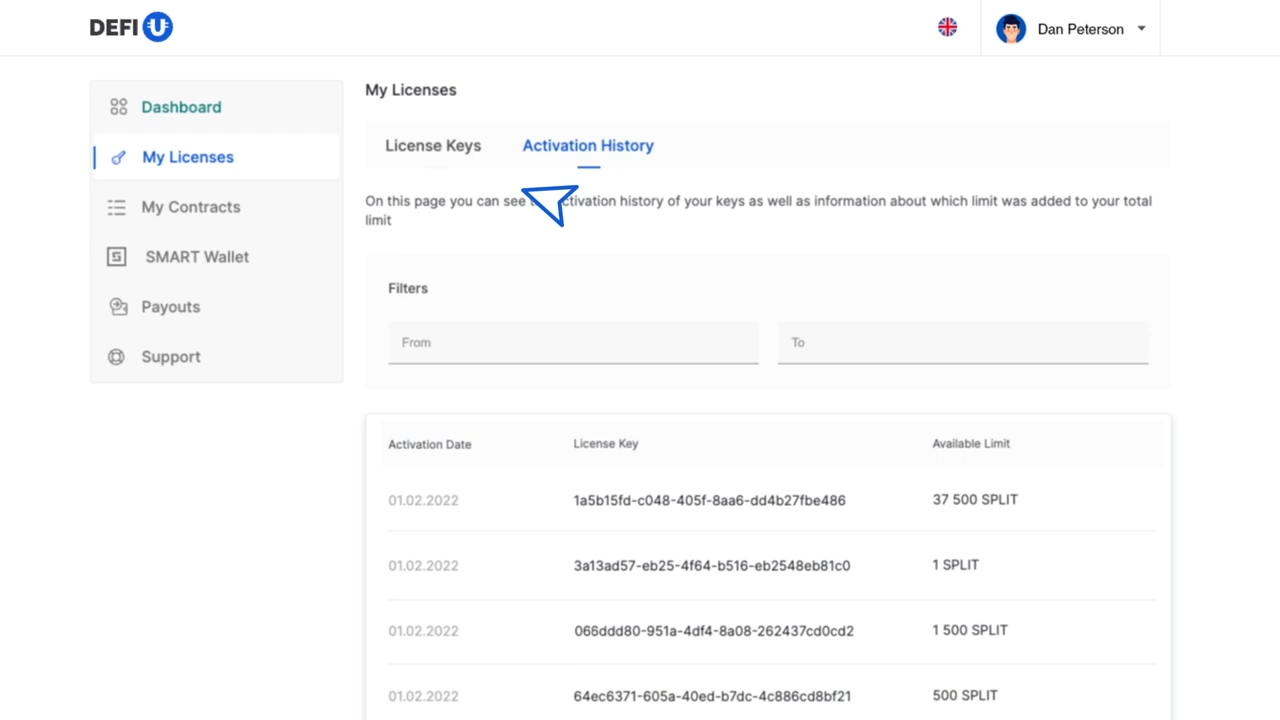 DEFI U
Dan Peterson
Dashboard
My Licenses
My Contracts
SMART Wallet
Payouts
Support
My Licenses
License Keys
Activation History
On this page you can see ctivation history of your keys as well as information about which limit was added to your total
limit
Filters
From
To
Activation Date License Key Available Limit
01.02.2022 1a5b15fd-c048-405f-8aa6-dd4b27fbe486 37 500 SPLIT
01.02.2022 3a13ad57-eb25-4f64-b516-eb2548eb81c0 1 SPLIT
01.02.2022 066ddd80-951a-4df4-8a08-262437cd0cd2 1 500 SPLIT
01.02.2022 64ec6371-605a-40ed-b7dc-4c886cd8bf21 500 SPLIT